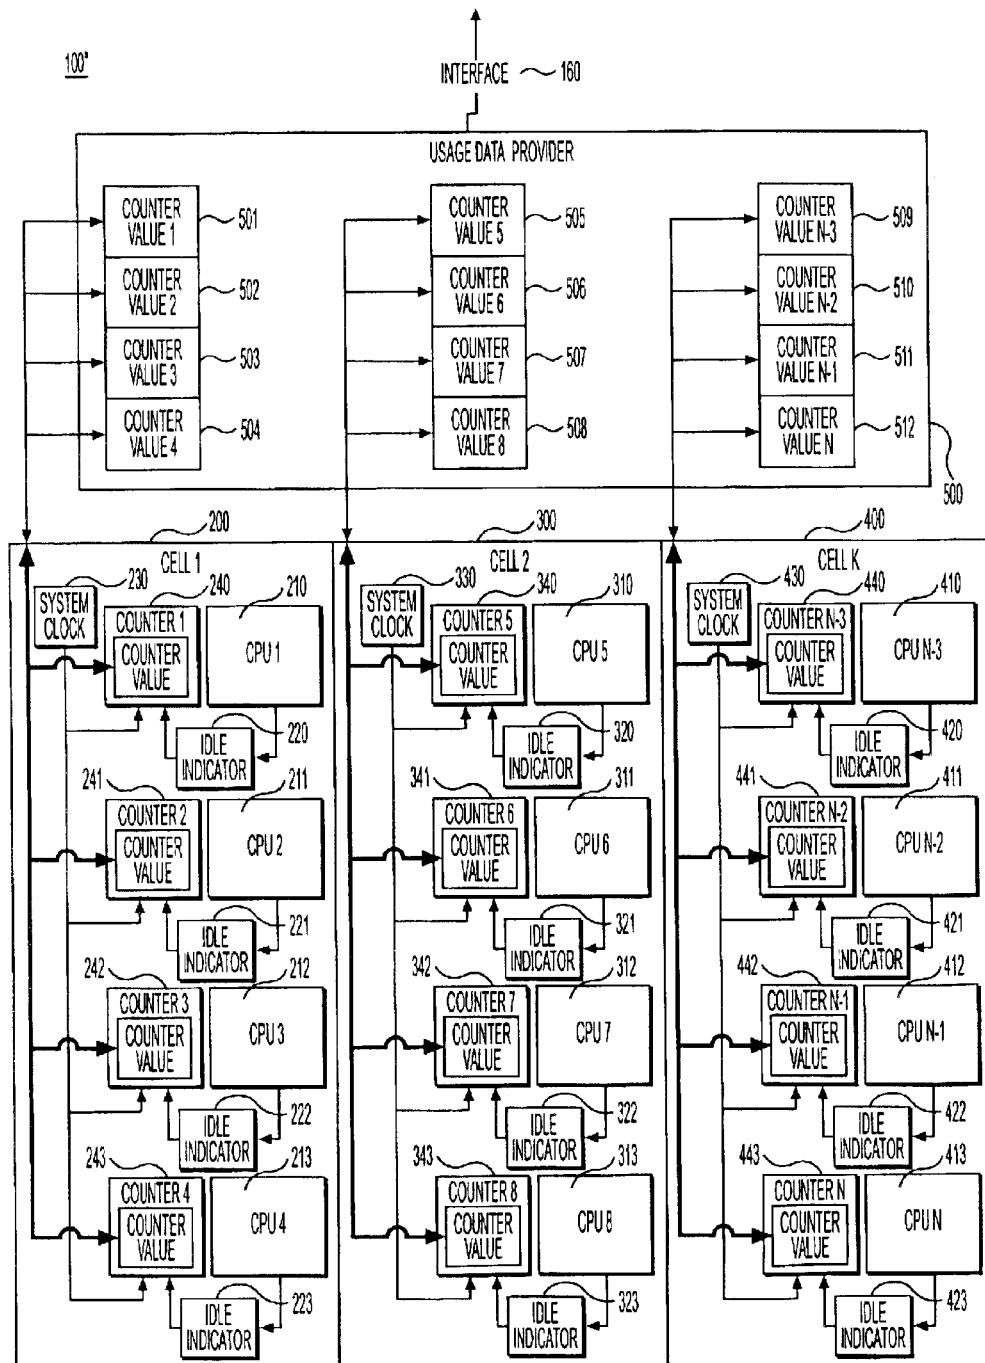 100"
INTERFACE 160
USAGE DATA PROVIDER
COUNTER
VALUE 1
501
COUNTER
VALUE 2
502
COUNTER
VALUE 3
503
COUNTER
VALUE 4
504
COUNTER
VALUE 5
505
COUNTER
VALUE 6
506
COUNTER
VALUE 7
507
COUNTER
VALUE 8
508
COUNTER
VALUE N-3
509
COUNTER
VALUE N-2
510
COUNTER
VALUE N-1
511
COUNTER
VALUE N
512
500
200
CELL 1
230
SYSTEM
CLOCK
240
COUNTER 1
COUNTER
VALUE
210
CPU 1
220
IDLE
INDICATOR
241
COUNTER 2
COUNTER
VALUE
211
CPU 2
221
IDLE
INDICATOR
242
COUNTER 3
COUNTER
VALUE
212
CPU 3
222
IDLE
INDICATOR
243
COUNTER 4
COUNTER
VALUE
213
CPU 4
223
IDLE
INDICATOR
300
CELL 2
330
SYSTEM
CLOCK
340
COUNTER 5
COUNTER
VALUE
310
CPU 5
320
IDLE
INDICATOR
341
COUNTER 6
COUNTER
VALUE
311
CPU 6
321
IDLE
INDICATOR
342
COUNTER 7
COUNTER
VALUE
312
CPU 7
322
IDLE
INDICATOR
343
COUNTER 8
COUNTER
VALUE
313
CPU 8
323
IDLE
INDICATOR
400
CELL K
430
SYSTEM
CLOCK
440
COUNTER N-3
COUNTER
VALUE
410
CPU N-3
420
IDLE
INDICATOR
441
COUNTER N-2
COUNTER
VALUE
411
CPU N-2
421
IDLE
INDICATOR
442
COUNTER N-1
COUNTER
VALUE
412
CPU N-1
422
IDLE
INDICATOR
443
COUNTER N
COUNTER
VALUE
413
CPU N
423
IDLE
INDICATOR